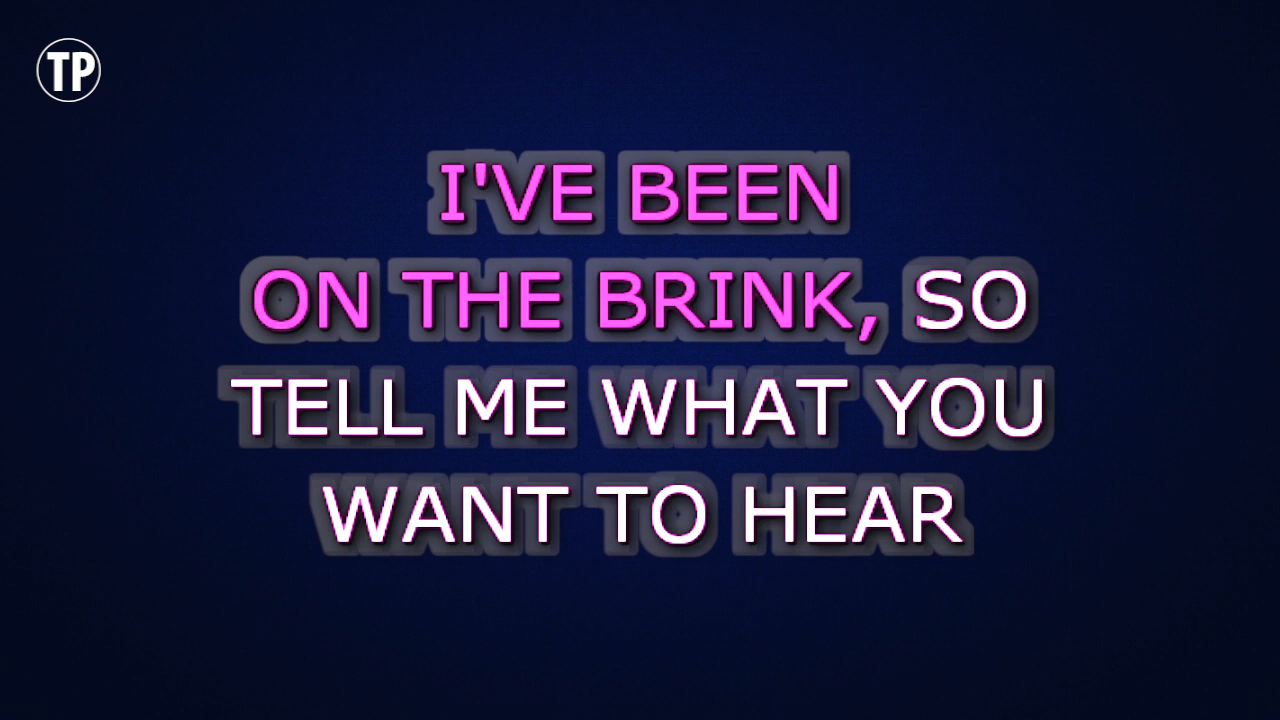 TP
I'VE BEEN
ON THE BRINK, SO
TELL ME WHAT YOU
WANT TO HEAR